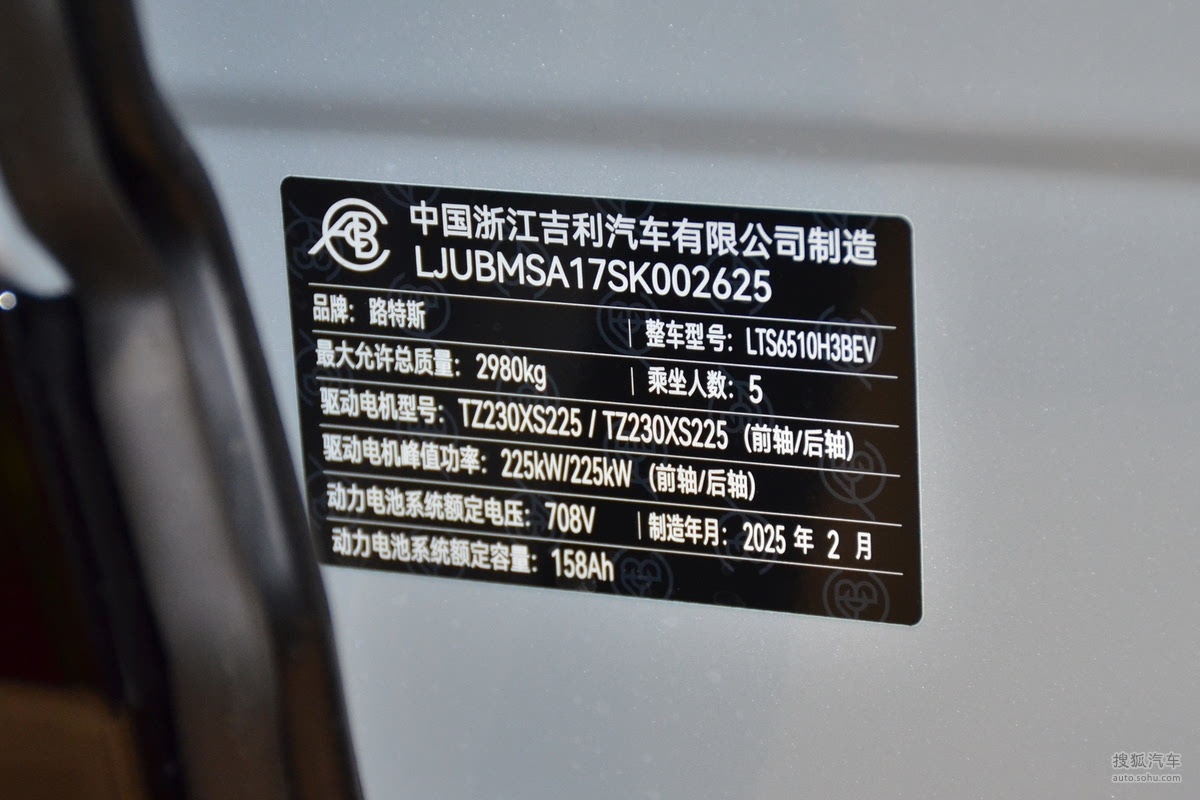 中国浙江吉利汽车有限公司制造
LJUBMSA17SK002625
品牌：路特斯 整车型号：LTS6510H3BEV
最大允许总质量：2980kg 乘坐人数：5
驱动电机型号：TZ230XS225 / TZ230XS225（前轴/后轴）
驱动电机峰值功率：225kW/225kW（前轴/后轴）
动力电池系统额定电压：708V 制造年月：2025 年 2 月
动力电池系统额定容量：158Ah
搜狐汽车
auto.sohu.com